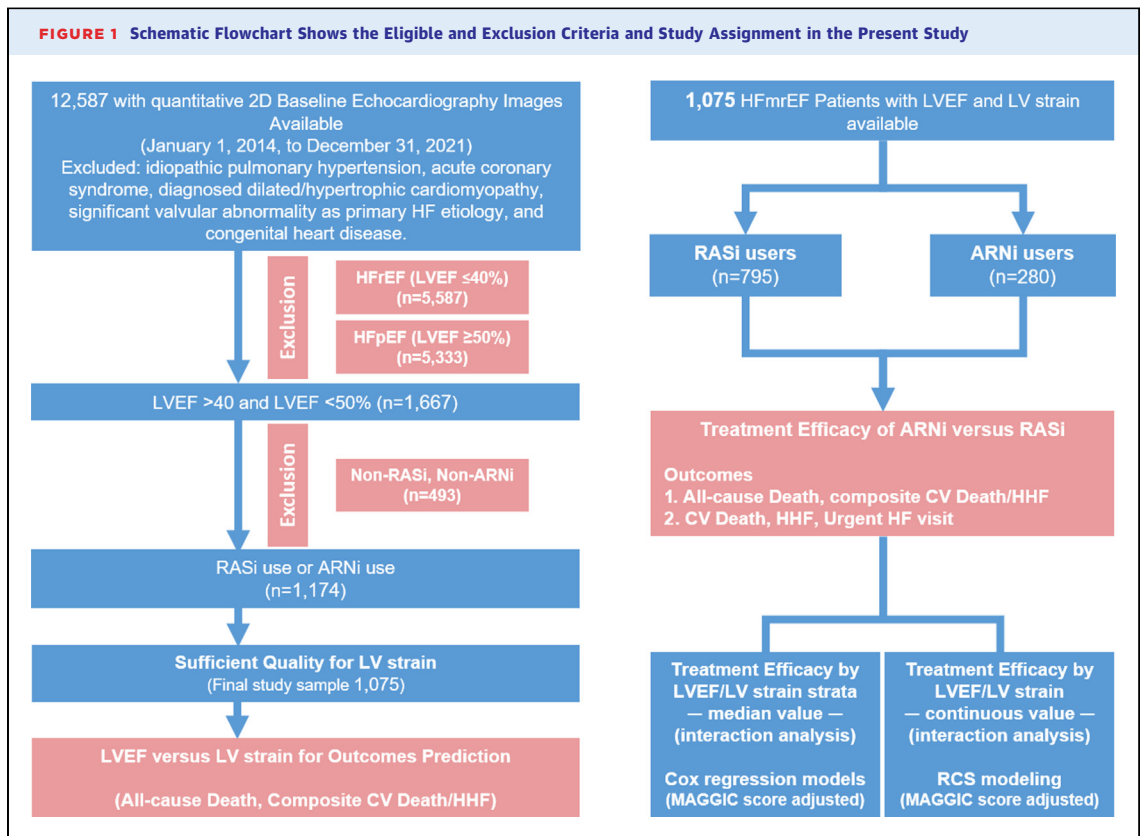 FIGURE 1 Schematic Flowchart Shows the Eligible and Exclusion Criteria and Study Assignment in the Present Study
12,587 with quantitative 2D Baseline Echocardiography Images
Available
(January 1, 2014, to December 31, 2021)
Excluded: idiopathic pulmonary hypertension, acute coronary
syndrome, diagnosed dilated/hypertrophic cardiomyopathy,
significant valvular abnormality as primary HF etiology, and
congenital heart disease.
Exclusion
HFrEF (LVEF ≤40%)
(n=5,587)
HFpEF (LVEF ≥50%)
(n=5,333)
LVEF >40 and LVEF <50% (n=1,667)
Exclusion
Non-RASi, Non-ARNi
(n=493)
RASi use or ARNi use
(n=1,174)
Sufficient Quality for LV strain
(Final study sample 1,075)
LVEF versus LV strain for Outcomes Prediction
(All-cause Death, Composite CV Death/HHF)
1,075 HFmrEF Patients with LVEF and LV strain
available
RASi users
(n=795)
ARNi users
(n=280)
Treatment Efficacy of ARNi versus RASi
Outcomes
1. All-cause Death, composite CV Death/HHF
2. CV Death, HHF, Urgent HF visit
Treatment Efficacy by
LVEF/LV strain strata
— median value —
(interaction analysis)
Cox regression models
(MAGGIC score adjusted)
Treatment Efficacy by
LVEF/LV strain
— continuous value —
(interaction analysis)
RCS modeling
(MAGGIC score adjusted)